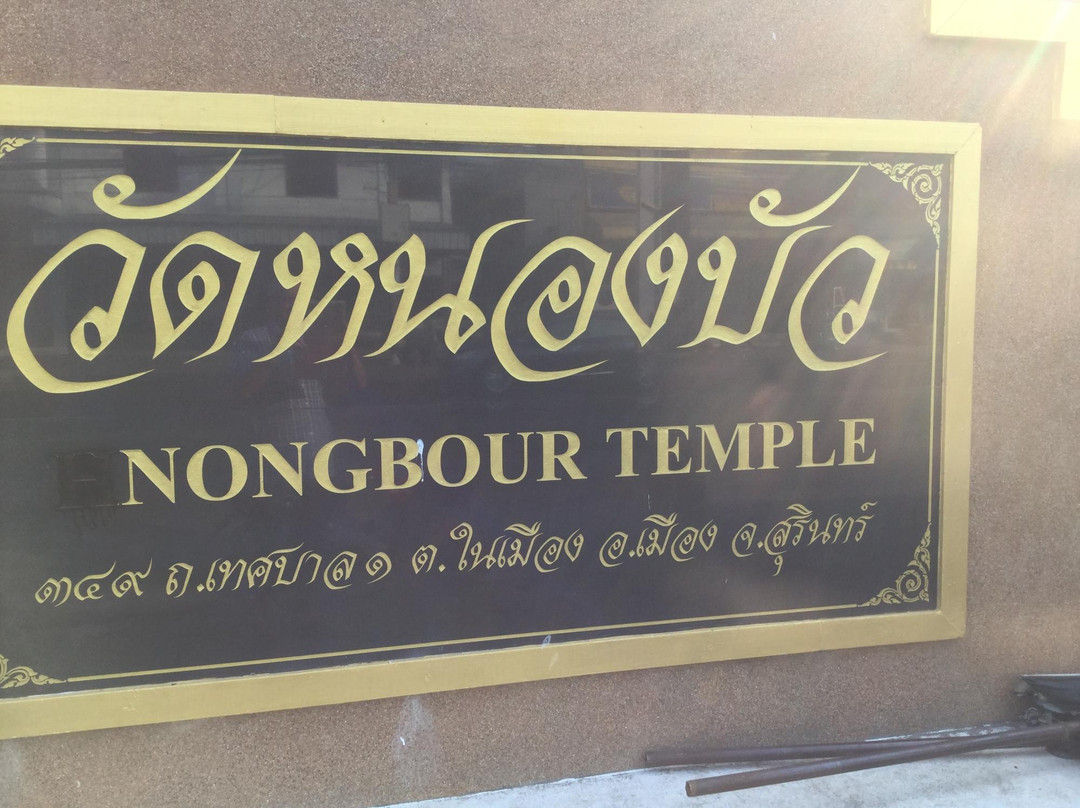 วัดหนองบัว
NONGBOUR TEMPLE
๓๔๙ ถ.เทศบาล ๑ ต.ในเมือง อ.เมือง จ.สุรินทร์